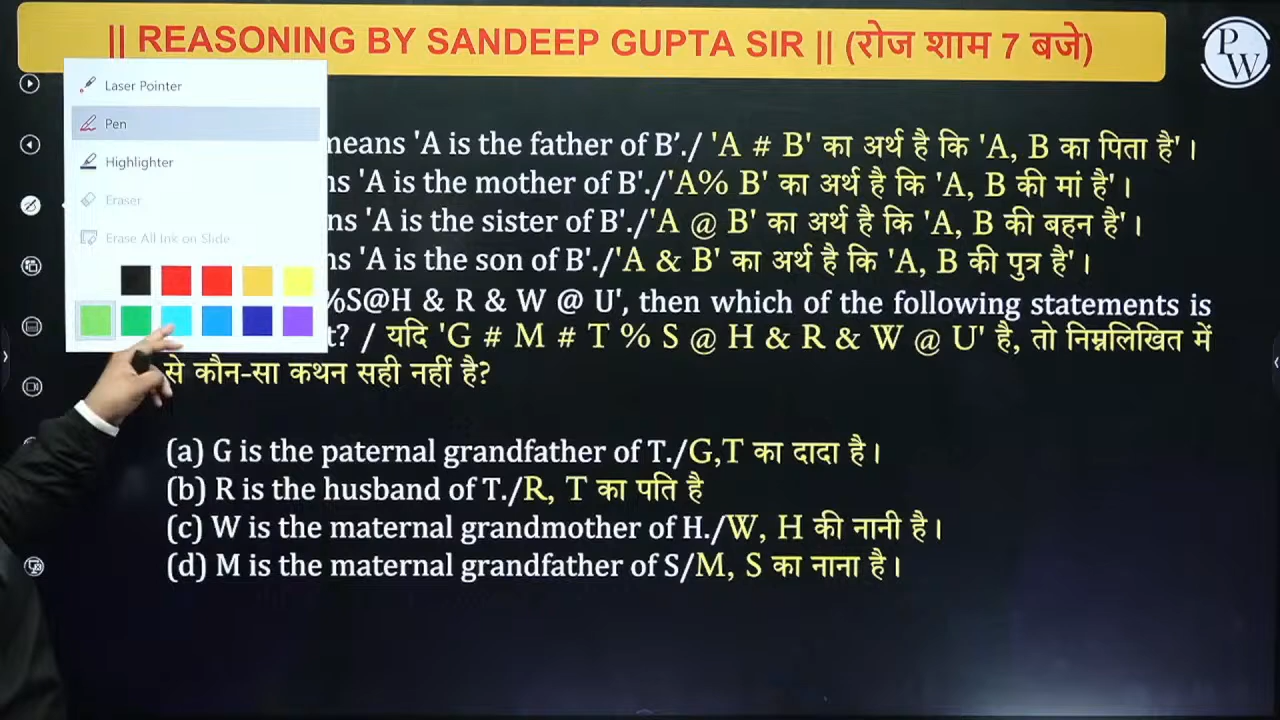 || REASONING BY SANDEEP GUPTA SIR || (रोज शाम 7 बजे)
PW
Laser Pointer
Pen
Highlighter
Eraser
Erase All Ink on Slide
means 'A is the father of B'./ 'A # B' का अर्थ है कि 'A, B का पिता है' ।
'A is the mother of B'./'A% B' का अर्थ है कि 'A, B की मां है' ।
'A is the sister of B'./'A @ B' का अर्थ है कि 'A, B की बहन है' ।
'A is the son of B'./'A & B' का अर्थ है कि 'A, B की पुत्र है' ।
%S@H & R & W @ U', then which of the following statements is
? / यदि 'G # M # T % S @ H & R & W @ U' है, तो निम्नलिखित में
से कौन-सा कथन सही नहीं है?
(a) G is the paternal grandfather of T./G,T का दादा है ।
(b) R is the husband of T./R, T का पति है
(c) W is the maternal grandmother of H./W, H की नानी है ।
(d) M is the maternal grandfather of S/M, S का नाना है ।